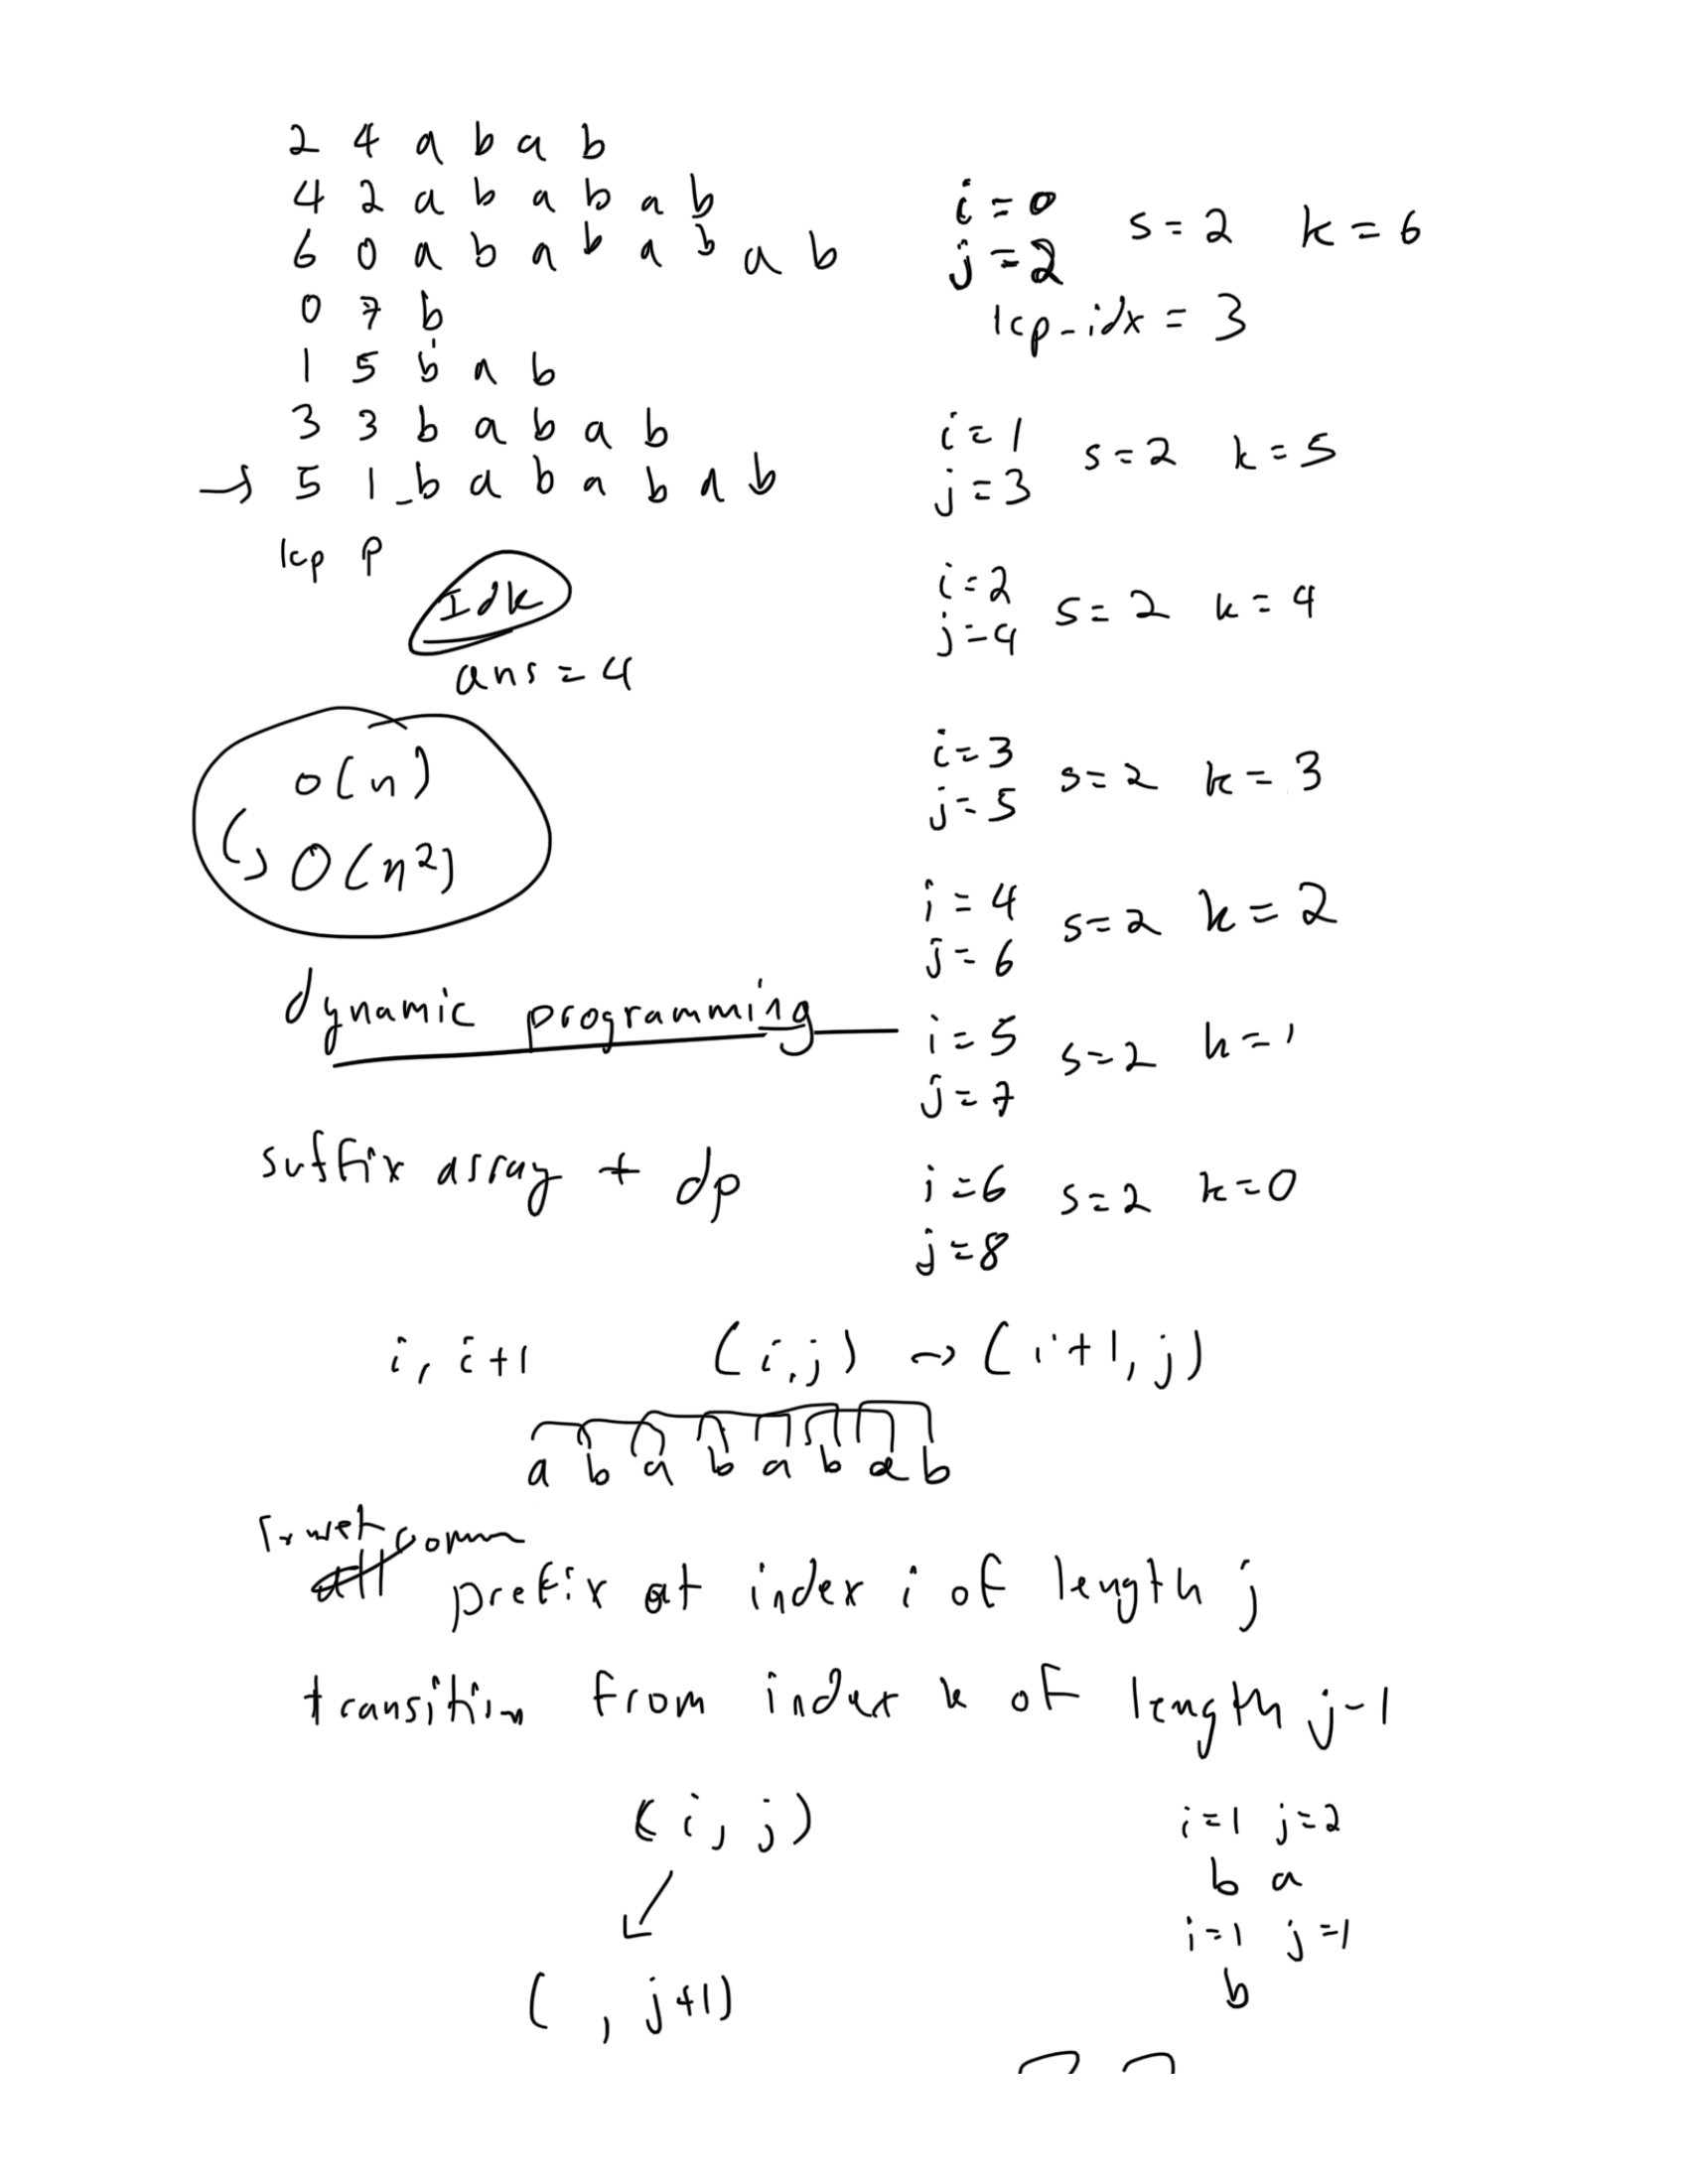 2 4 a b a b
4 2 a b a b a b
6 0 a b a b a b a b
0 7 b
1 5 b a b
3 3 b a b a b
→ 5 1 b a b a b a b
lcp p
Idk
ans = 4
o(n)
↪ O(n²)
dynamic programming
suffix array + dp
i = 0
j = 2
s = 2 k = 6
lcp-idx = 3
i = 1
j = 3
s = 2 k = 5
i = 2
j = 4
s = 2 k = 4
i = 3
j = 5
s = 2 k = 3
i = 4
j = 6
s = 2 k = 2
i = 5
j = 7
s = 2 k = 1
i = 6
j = 8
s = 2 k = 0
i, i+1 (i,j) → (i+1, j)
a b a b a b a b
com
prefix at index i of length j
transition from index k of length j-1
(i, j)
( , j+1)
i = 1 j = 2
b a
i = 1 j = 1
b